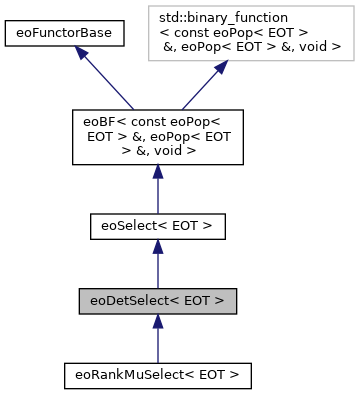 eoFunctorBase
std::binary_function
< const eoPop< EOT >
&, eoPop< EOT > &, void >
eoBF< const eoPop<
EOT > &, eoPop< EOT
> &, void >
eoSelect< EOT >
eoDetSelect< EOT >
eoRankMuSelect< EOT >